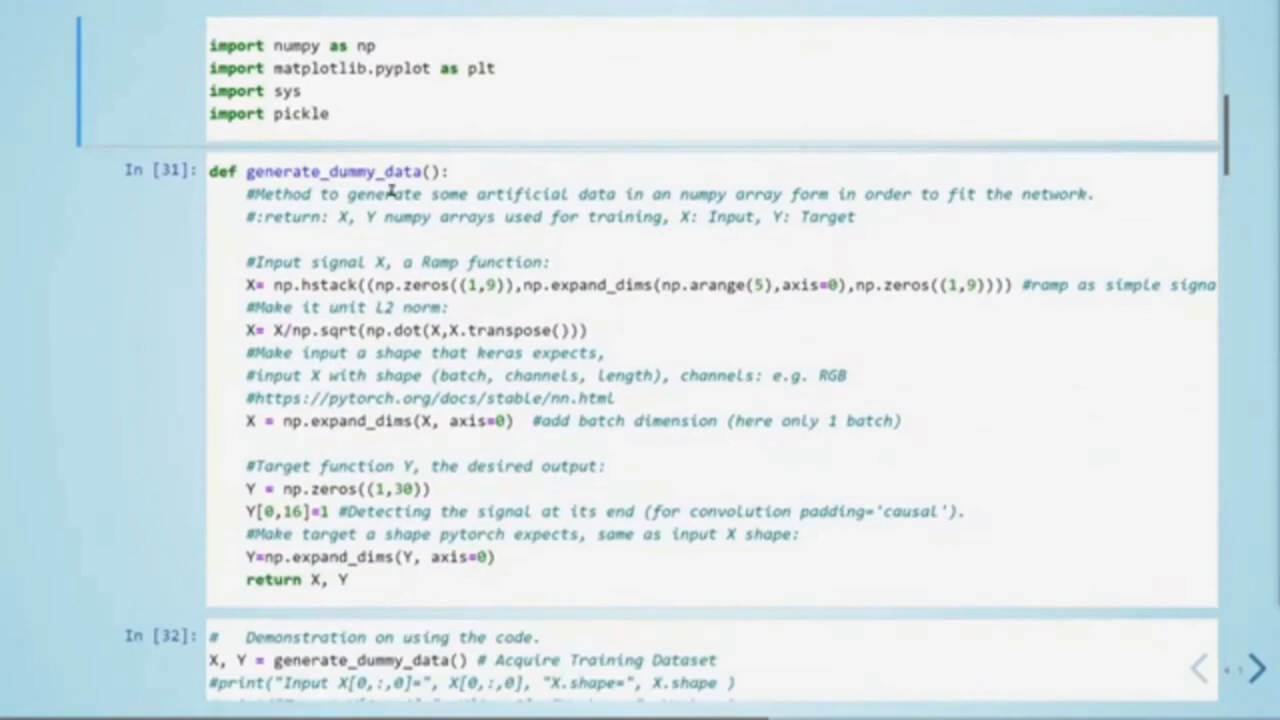 import numpy as np
import matplotlib.pyplot as plt
import sys
import pickle
In [31]: def generate_dummy_data():
#Method to generate some artificial data in an numpy array form in order to fit the network.
#:return: X, Y numpy arrays used for training, X: Input, Y: Target
#Input signal X, a Ramp function:
X= np.hstack((np.zeros((1,9)),np.expand_dims(np.arange(5),axis=0),np.zeros((1,9)))) #ramp as simple signa
#Make it unit L2 norm:
X= X/np.sqrt(np.dot(X,X.transpose()))
#Make input a shape that keras expects,
#input X with shape (batch, channels, length), channels: e.g. RGB
#https://pytorch.org/docs/stable/nn.html
X = np.expand_dims(X, axis=0)  #add batch dimension (here only 1 batch)
#Target function Y, the desired output:
Y = np.zeros((1,30))
Y[0,16]=1 #Detecting the signal at its end (for convolution padding='causal').
#Make target a shape pytorch expects, same as input X shape:
Y=np.expand_dims(Y, axis=0)
return X, Y
In [32]: #   Demonstration on using the code.
X, Y = generate_dummy_data() # Acquire Training Dataset
#print("Input X[0,:,0]=", X[0,:,0], "X.shape=", X.shape )